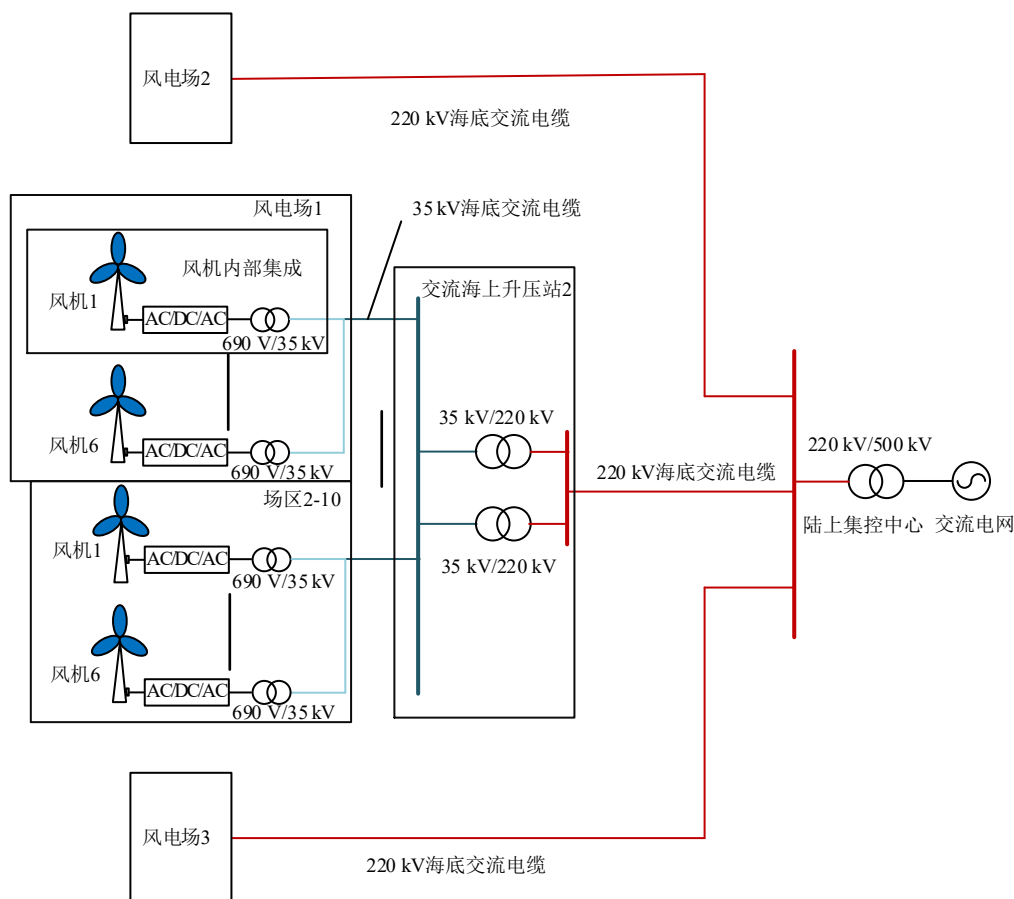 风电场2
220 kV海底交流电缆
风电场1
35 kV海底交流电缆
风机内部集成
风机1
AC/DC/AC
690 V/35 kV
交流海上升压站2
风机6
AC/DC/AC
690 V/35 kV
35 kV/220 kV
220 kV海底交流电缆
220 kV/500 kV
陆上集控中心
交流电网
场区2-10
风机1
AC/DC/AC
690 V/35 kV
35 kV/220 kV
风机6
AC/DC/AC
690 V/35 kV
风电场3
220 kV海底交流电缆